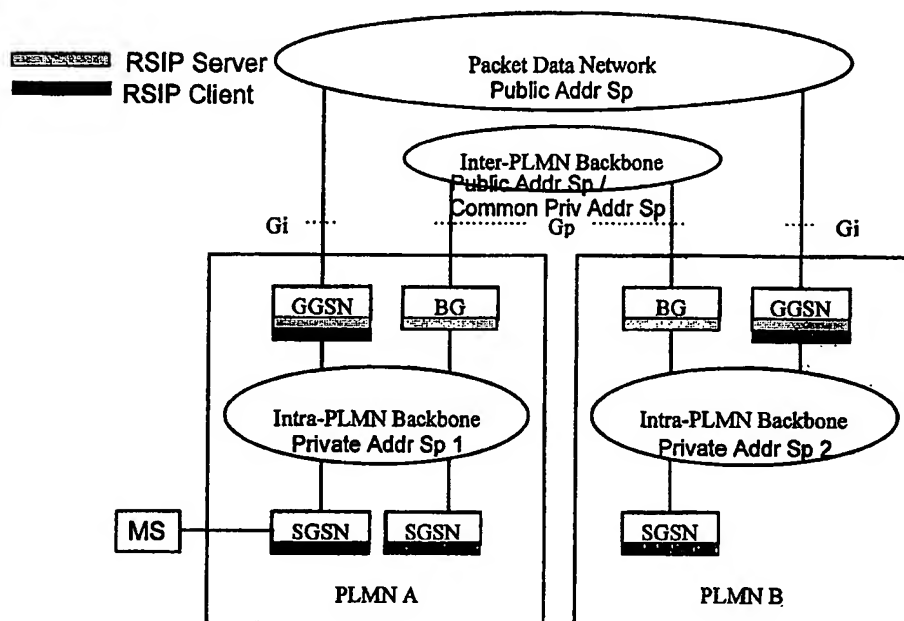 RSIP Server
RSIP Client
Packet Data Network
Public Addr Sp
Inter-PLMN Backbone
Public Addr Sp /
Common Priv Addr Sp
Gi
Gp
Gi
GGSN
BG
BG
GGSN
Intra-PLMN Backbone
Private Addr Sp 1
Intra-PLMN Backbone
Private Addr Sp 2
MS
SGSN
SGSN
SGSN
PLMN A
PLMN B